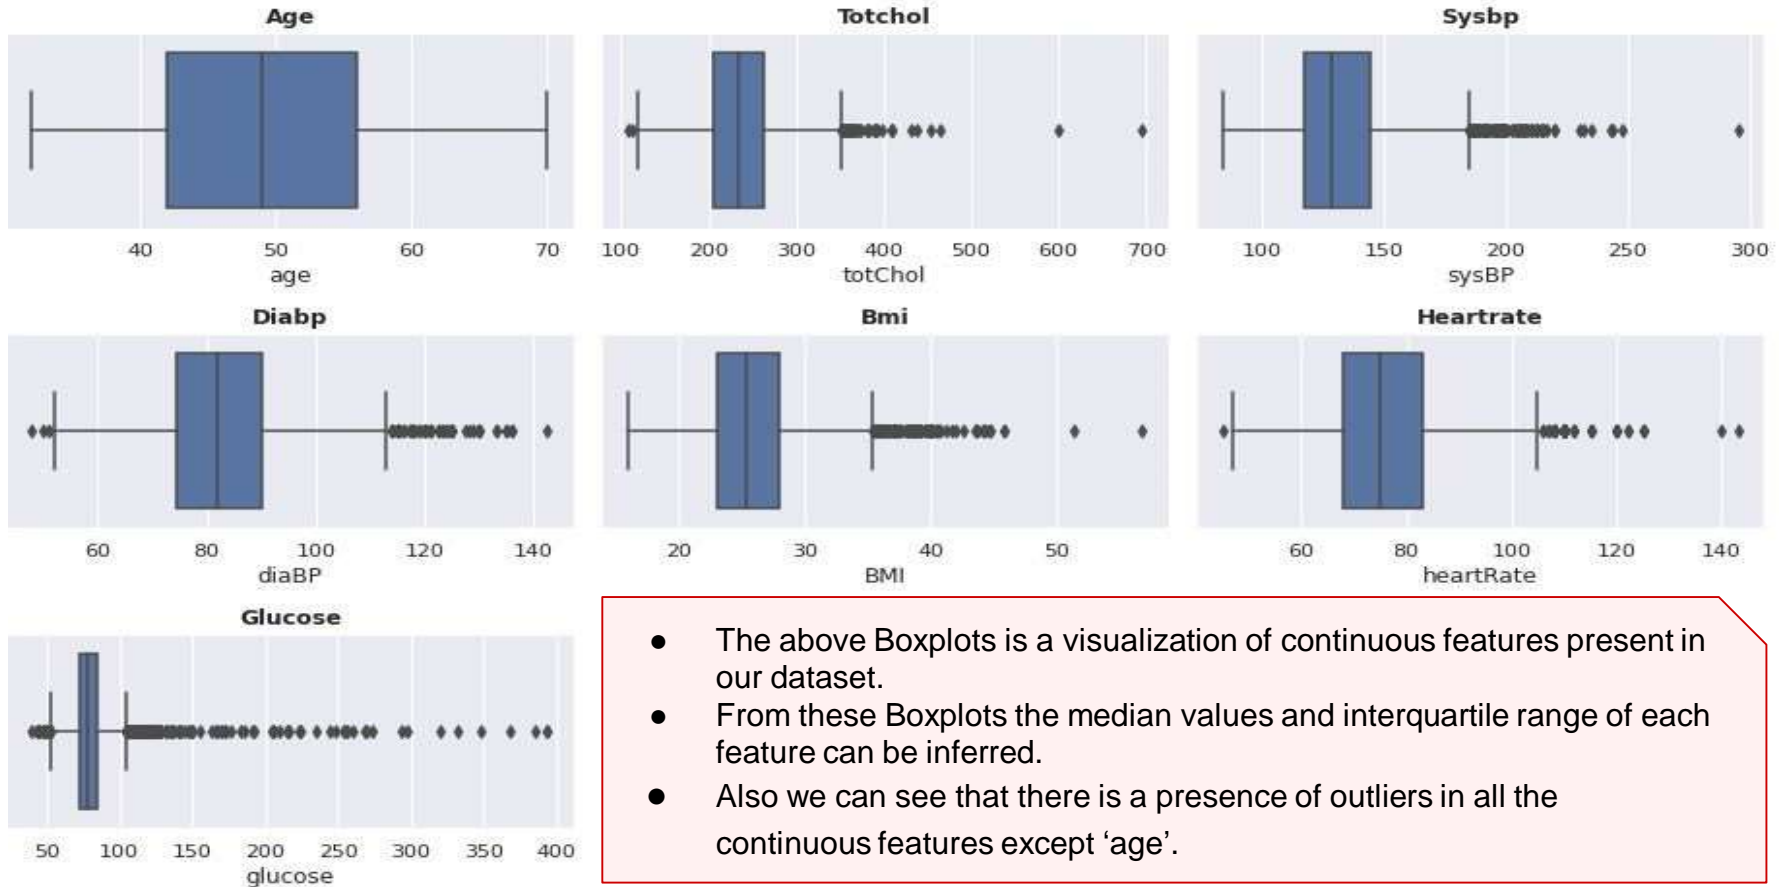 Age
40 50 60 70
age
Totchol
100 200 300 400 500 600 700
totChol
Sysbp
100 150 200 250 300
sysBP
Diabp
60 80 100 120 140
diaBP
Bmi
20 30 40 50
BMI
Heartrate
60 80 100 120 140
heartRate
Glucose
50 100 150 200 250 300 350 400
glucose
● The above Boxplots is a visualization of continuous features present in
our dataset.
● From these Boxplots the median values and interquartile range of each
feature can be inferred.
● Also we can see that there is a presence of outliers in all the
continuous features except ‘age’.